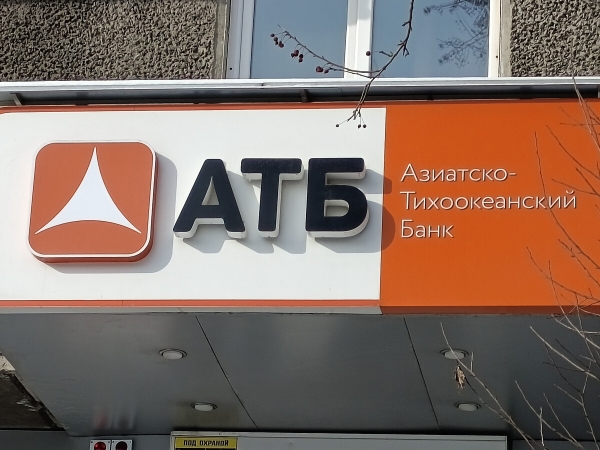 АТБ
Азиатско-
Тихоокеанский
Банк
ПОД ОХРАНОЙ